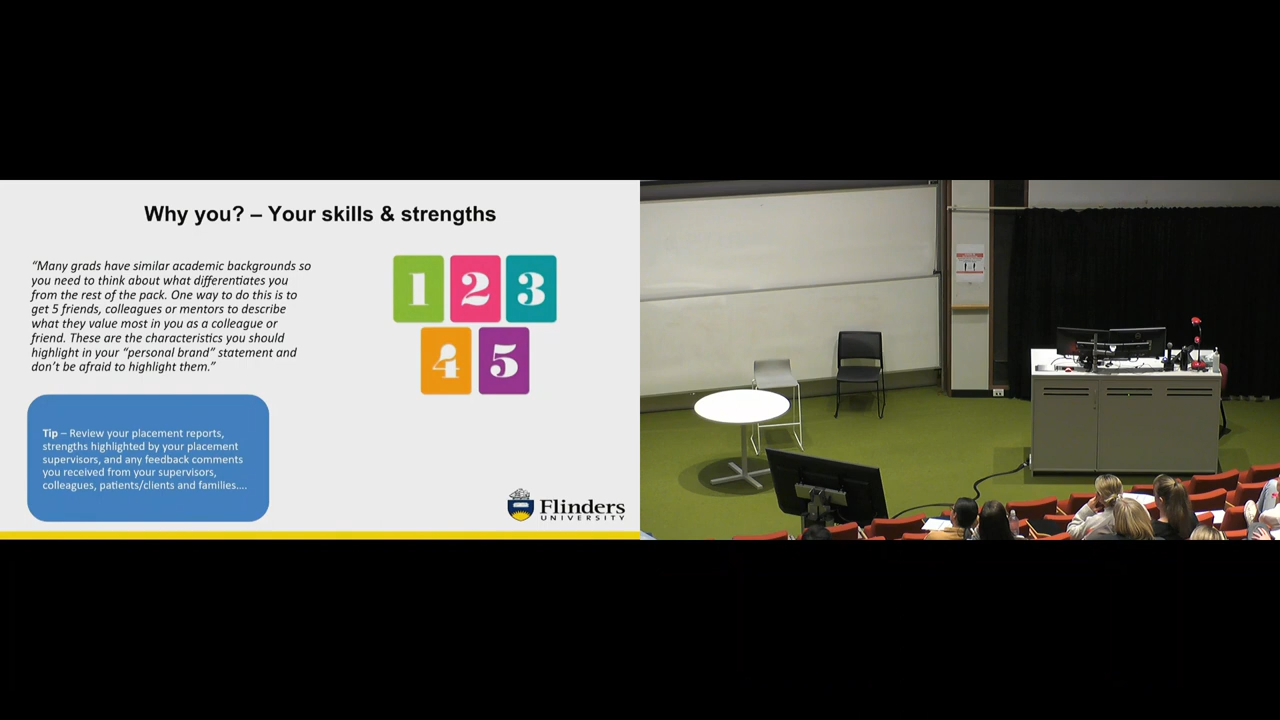 Why you? – Your skills & strengths
“Many grads have similar academic backgrounds so
you need to think about what differentiates you
from the rest of the pack. One way to do this is to
get 5 friends, colleagues or mentors to describe
what they value most in you as a colleague or
friend. These are the characteristics you should
highlight in your “personal brand” statement and
don’t be afraid to highlight them.”
1 2 3
4 5
Tip – Review your placement reports,
strengths highlighted by your placement
supervisors, and any feedback comments
you received from your supervisors,
colleagues, patients/clients and families....
Flinders
UNIVERSITY